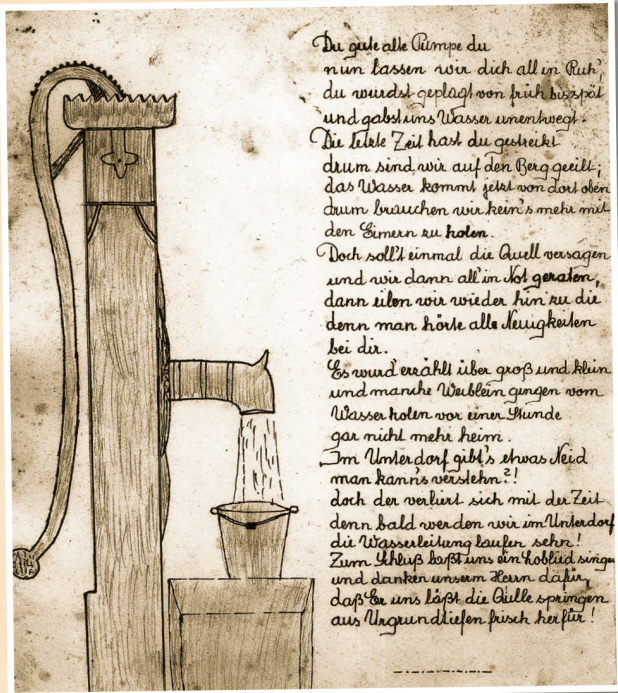 Du gute alte Pumpe du
nun lassen wir dich all in Ruh',
du wurdst geplagt von früh bis spät
und gabst uns Wasser unentwegt.
Die letzte Zeit hast du gestreikt
drum sind wir auf den Berg geeilt;
das Wasser kommt jetzt von dort oben
drum brauchen wir kein's mehr mit
den Eimern zu holen.
Doch soll't einmal die Quell versagen
und wir dann all' in Not geraten,
dann eilen wir wieder hin zu dir
denn man hörte alle Neuigkeiten
bei dir.
Es wurd' erzählt über groß und klein
und manche Weiblein gingen vom
Wasser holen vor einer Stunde
gar nicht mehr heim.
Im Unterdorf gibt's etwas Neid
man kann's verstehn?!
doch der verliert sich mit der Zeit
denn bald werden wir im Unterdorf
die Wasserleitung laufen sehn!
Zum Schluß laßt uns ein Loblied singen
und danken unserm Herrn dafür,
daß Er uns läßt die Quelle springen
aus Urgrundtiefen frisch herfür!